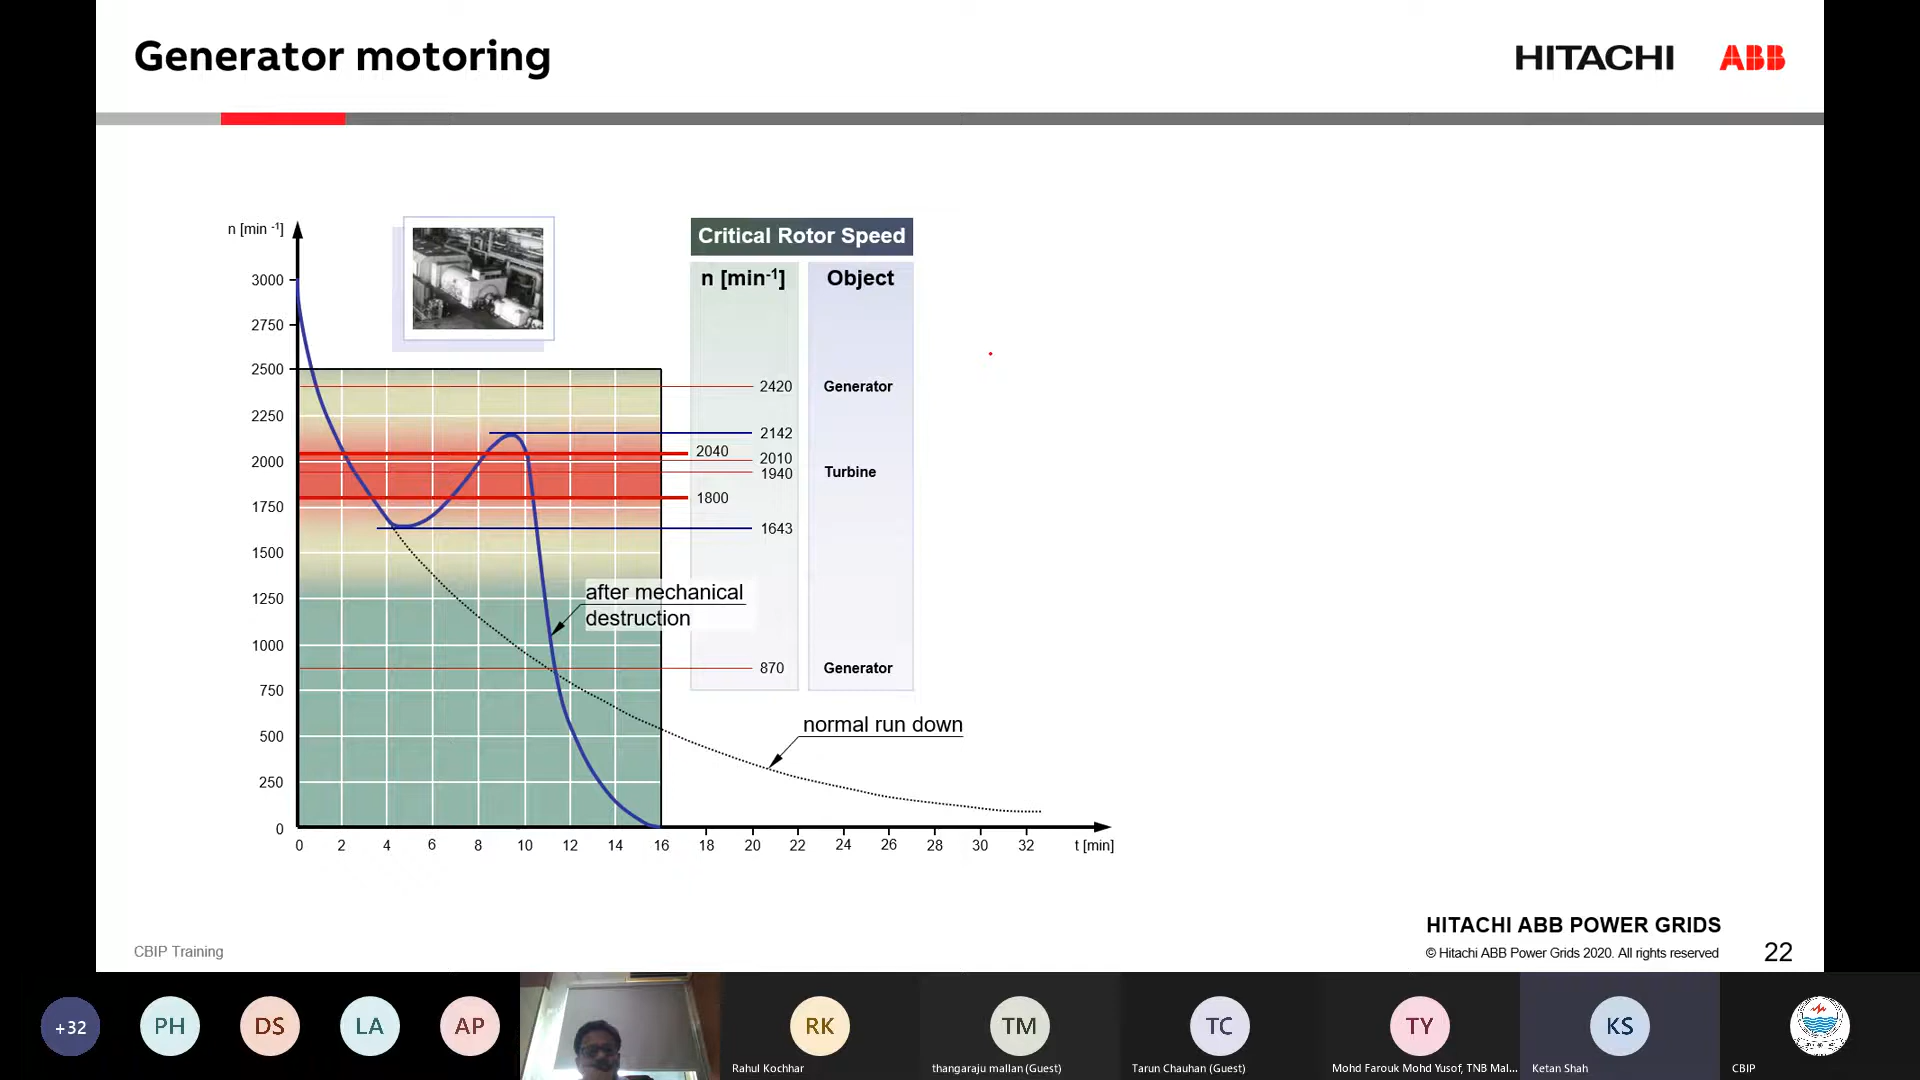 Generator motoring
HITACHI ABB
n [min -1]
3000
2750
2500
2250
2000
1750
1500
1250
1000
750
500
250
0
0 2 4 6 8 10 12 14 16 18 20 22 24 26 28 30 32 t [min]
Critical Rotor Speed
n [min-1] Object
2420 Generator
2142
2040
2010
1940 Turbine
1800
1643
870 Generator
after mechanical
destruction
normal run down
HITACHI ABB POWER GRIDS
CBIP Training
© Hitachi ABB Power Grids 2020. All rights reserved
22
+32 PH DS LA AP RK TM TC TY KS
Rahul Kochhar
thangaraju mallan (Guest)
Tarun Chauhan (Guest)
Mohd Farouk Mohd Yusof, TNB Mal...
Ketan Shah
CBIP